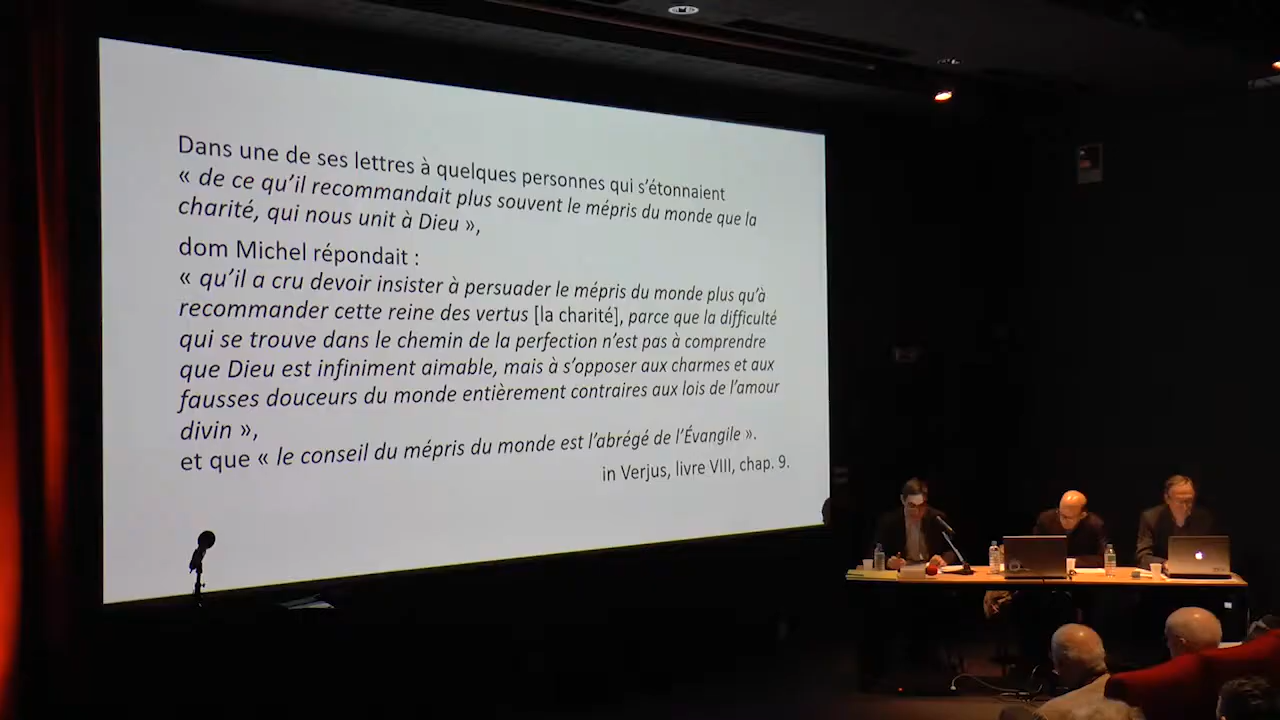 Dans une de ses lettres à quelques personnes qui s'étonnaient
« de ce qu'il recommandait plus souvent le mépris du monde que la
charité, qui nous unit à Dieu »,
dom Michel répondait :
« qu'il a cru devoir insister à persuader le mépris du monde plus qu'à
recommander cette reine des vertus [la charité], parce que la difficulté
qui se trouve dans le chemin de la perfection n'est pas à comprendre
que Dieu est infiniment aimable, mais à s'opposer aux charmes et aux
fausses douceurs du monde entièrement contraires aux lois de l'amour
divin »,
et que « le conseil du mépris du monde est l'abrégé de l'Évangile ».
in Verjus, livre VIII, chap. 9.